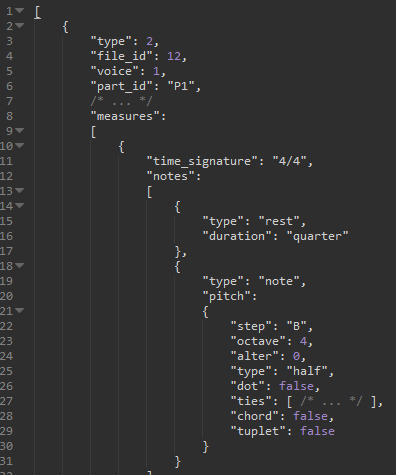 1 [
2 {
3 "type": 2,
4 "file_id": 12,
5 "voice": 1,
6 "part_id": "P1",
7 /* ... */
8 "measures":
9 [
10 {
11 "time_signature": "4/4",
12 "notes":
13 [
14 {
15 "type": "rest",
16 "duration": "quarter"
17 },
18 {
19 "type": "note",
20 "pitch":
21 {
22 "step": "B",
23 "octave": 4,
24 "alter": 0,
25 "type": "half",
26 "dot": false,
27 "ties": [ /* ... */ ],
28 "chord": false,
29 "tuplet": false
30 }
31 }